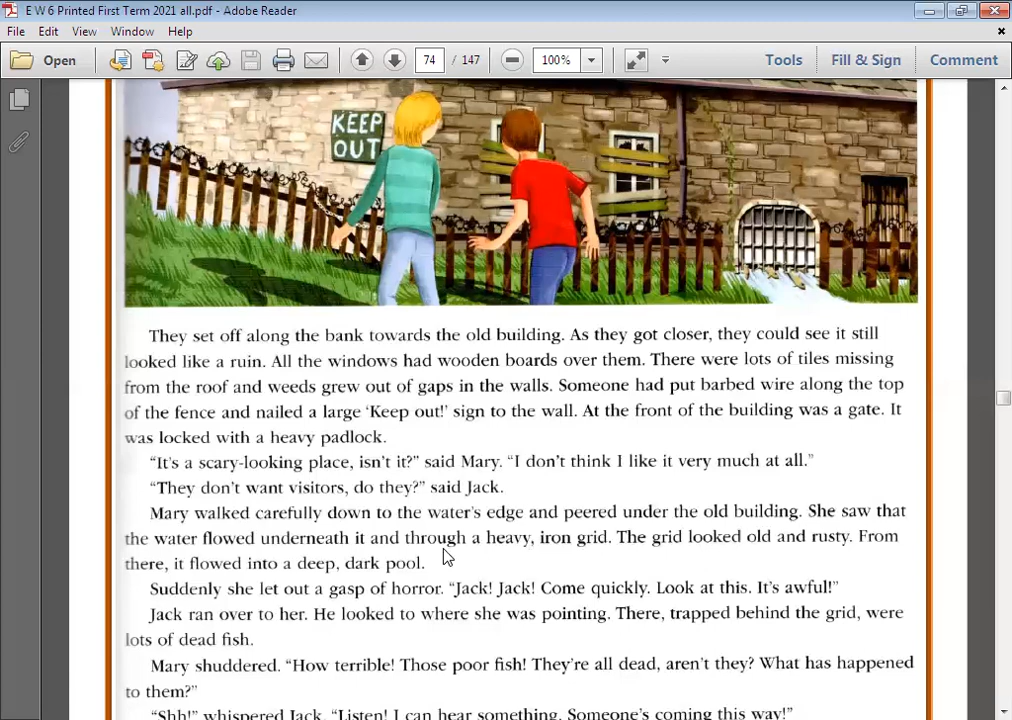 E W 6 Printed First Term 2021 all.pdf - Adobe Reader
File Edit View Window Help
Open 74 / 147 100% Tools Fill & Sign Comment
KEEP
OUT
They set off along the bank towards the old building. As they got closer, they could see it still
looked like a ruin. All the windows had wooden boards over them. There were lots of tiles missing
from the roof and weeds grew out of gaps in the walls. Someone had put barbed wire along the top
of the fence and nailed a large ‘Keep out!’ sign to the wall. At the front of the building was a gate. It
was locked with a heavy padlock.
“It’s a scary-looking place, isn’t it?” said Mary. “I don’t think I like it very much at all.”
“They don’t want visitors, do they?” said Jack.
Mary walked carefully down to the water’s edge and peered under the old building. She saw that
the water flowed underneath it and through a heavy, iron grid. The grid looked old and rusty. From
there, it flowed into a deep, dark pool.
Suddenly she let out a gasp of horror. “Jack! Jack! Come quickly. Look at this. It’s awful!”
Jack ran over to her. He looked to where she was pointing. There, trapped behind the grid, were
lots of dead fish.
Mary shuddered. “How terrible! Those poor fish! They’re all dead, aren’t they? What has happened
to them?”
“Shh!” whispered Jack. “Listen! I can hear something. Someone’s coming this way!”